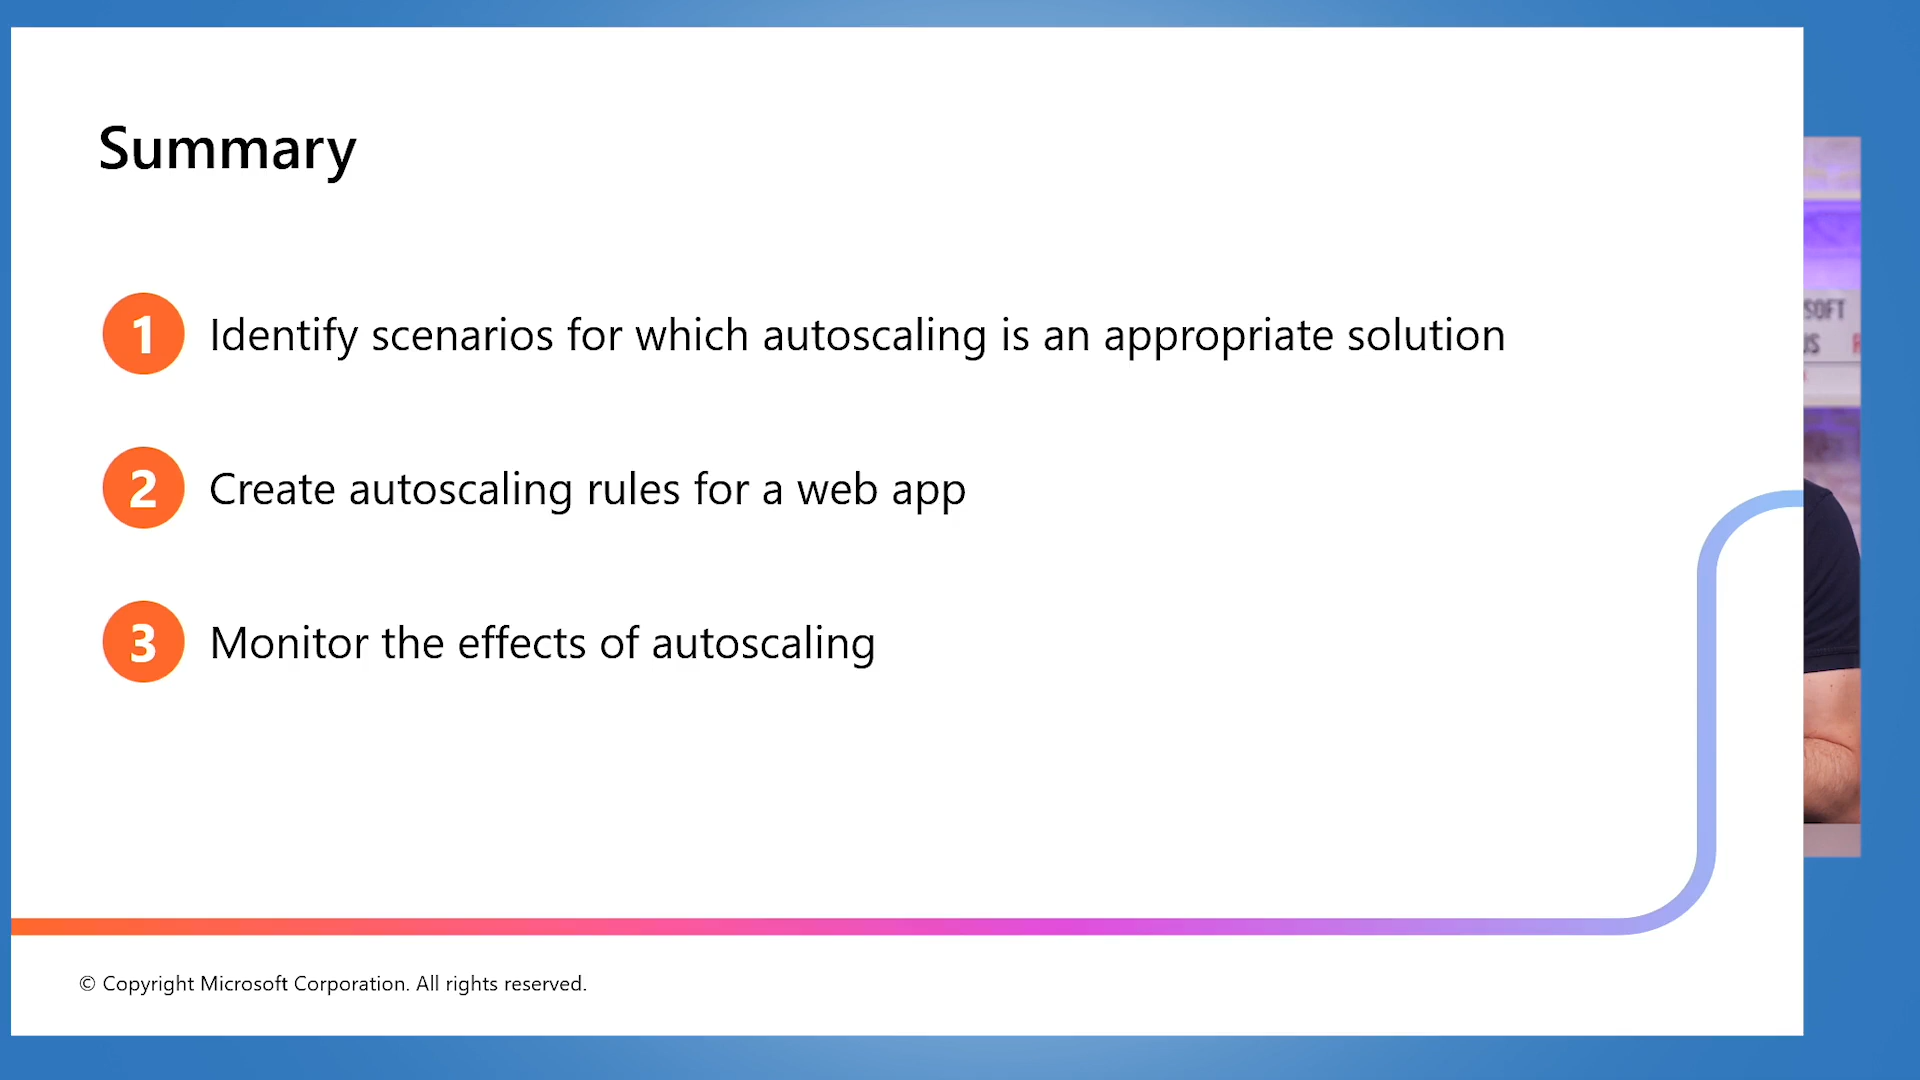 Summary
1 Identify scenarios for which autoscaling is an appropriate solution
2 Create autoscaling rules for a web app
3 Monitor the effects of autoscaling
© Copyright Microsoft Corporation. All rights reserved.